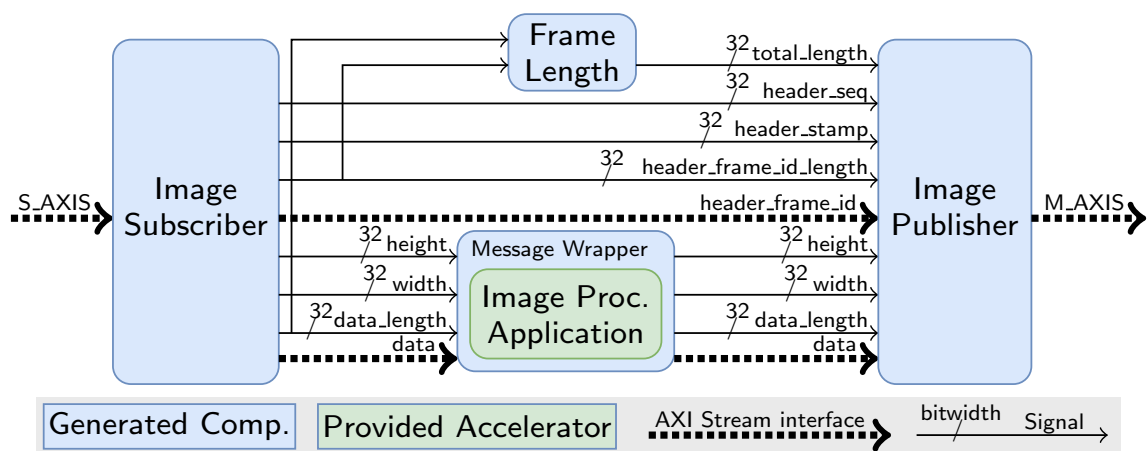 Frame
Length
32
total_length
32
header_seq
32
header_stamp
32
header_frame_id_length
S_AXIS
Image
Subscriber
header_frame_id
Image
Publisher
M_AXIS
32
height
Message Wrapper
32
height
32
width
Image Proc.
Application
32
width
32
data_length
32
data_length
data
data
Generated Comp.
Provided Accelerator
AXI Stream interface
bitwidth
Signal